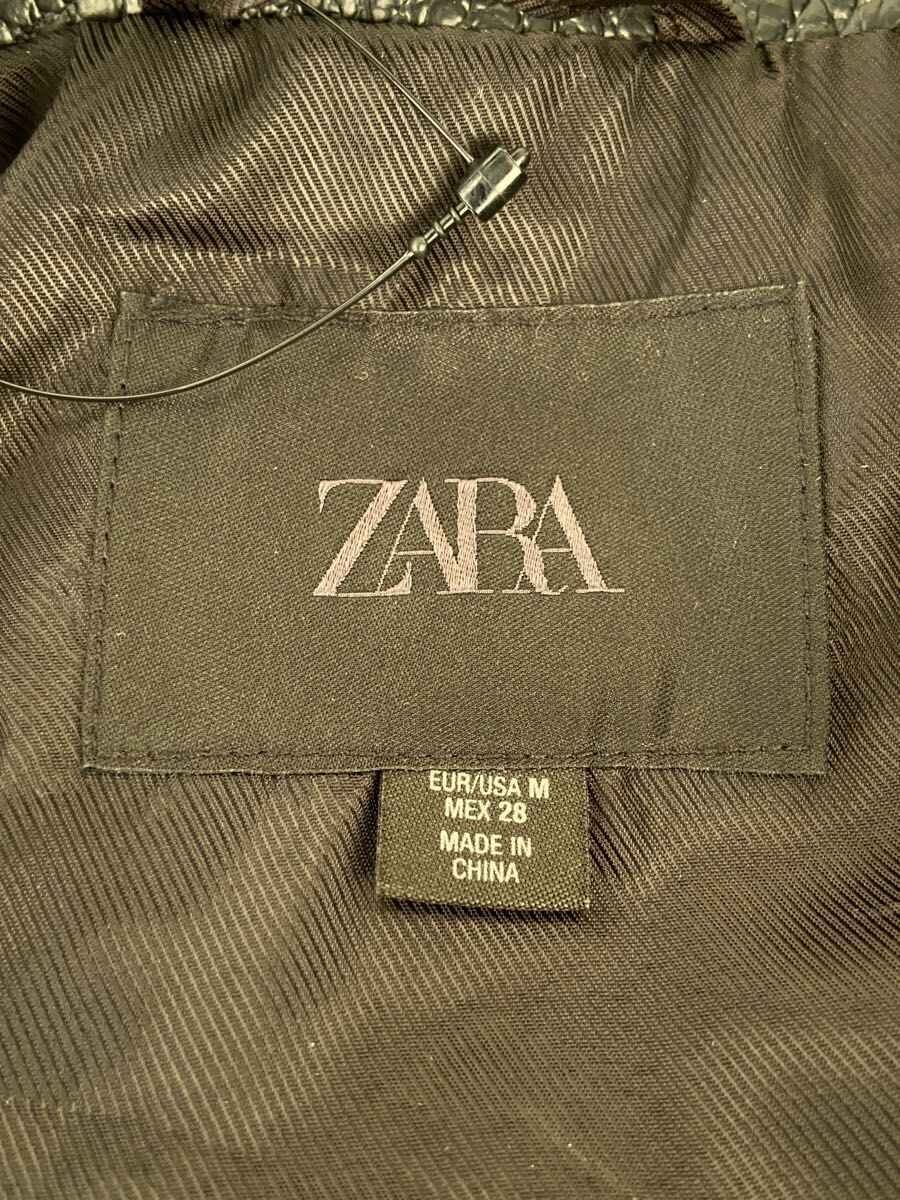 ZARA
EUR/USA M
MEX 28
MADE IN
CHINA